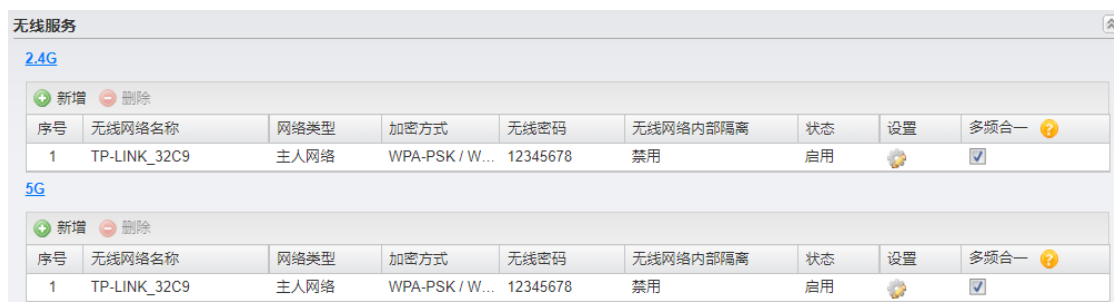 无线服务
2.4G
新增 删除
序号 无线网络名称 网络类型 加密方式 无线密码 无线网络内部隔离 状态 设置 多频合一
1 TP-LINK_32C9 主人网络 WPA-PSK / W... 12345678 禁用 启用
5G
新增 删除
序号 无线网络名称 网络类型 加密方式 无线密码 无线网络内部隔离 状态 设置 多频合一
1 TP-LINK_32C9 主人网络 WPA-PSK / W... 12345678 禁用 启用